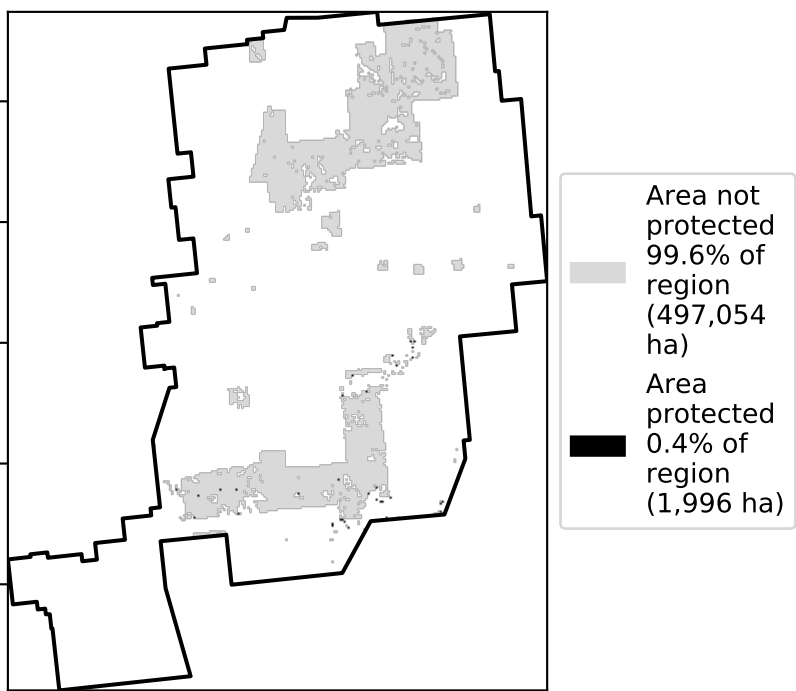 Area not
protected
99.6% of
region
(497,054
ha)
Area
protected
0.4% of
region
(1,996 ha)